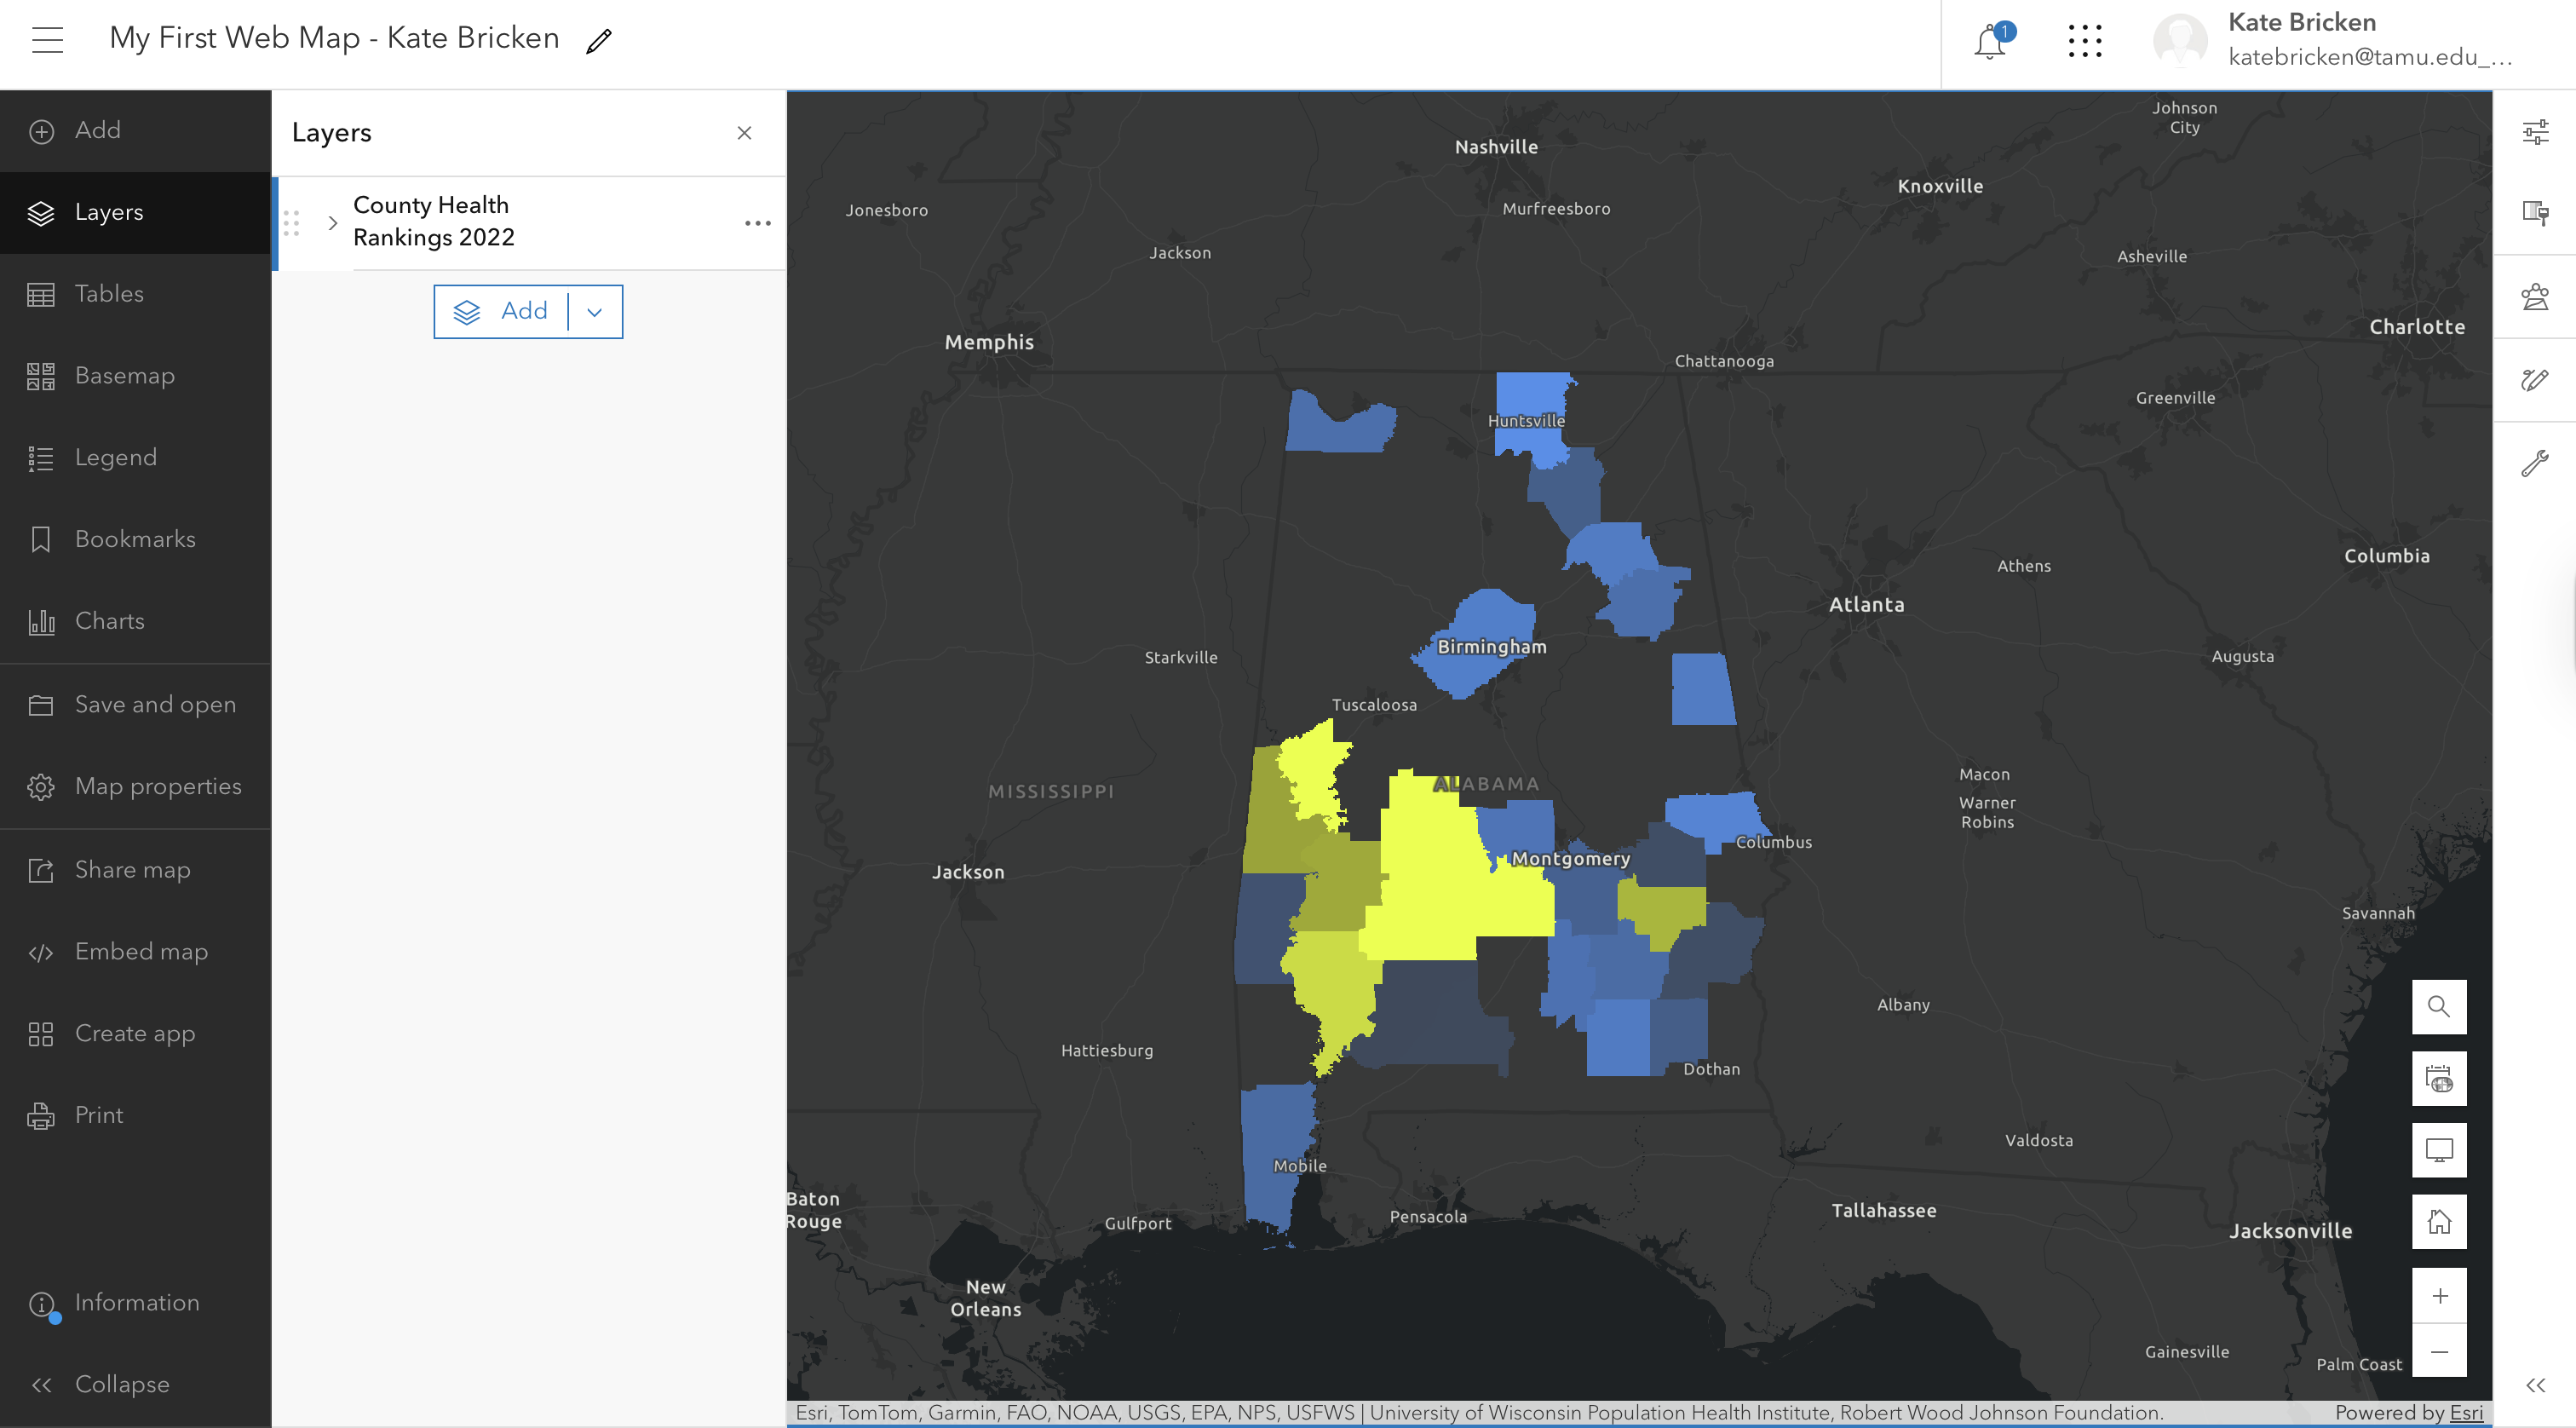 My First Web Map - Kate Bricken
1
Kate Bricken
katebricken@tamu.edu_...
Add
Layers
Tables
Basemap
Legend
Bookmarks
Charts
Save and open
Map properties
Share map
Embed map
Create app
Print
Information
Collapse
Layers
County Health
Rankings 2022
Add
Johnson
City
Nashville
Knoxville
Jonesboro
Murfreesboro
Jackson
Asheville
Charlotte
Memphis
Chattanooga
Greenville
Huntsville
Columbia
Athens
Atlanta
Birmingham
Starkville
Augusta
Tuscaloosa
MISSISSIPPI
ALABAMA
Macon
Warner
Robins
Columbus
Montgomery
Jackson
Savannah
Albany
Hattiesburg
Dothan
Valdosta
Mobile
Baton
Rouge
Gulfport
Pensacola
Tallahassee
Jacksonville
New
Orleans
Gainesville
Palm Coast
Esri, TomTom, Garmin, FAO, NOAA, USGS, EPA, NPS, USFWS | University of Wisconsin Population Health Institute, Robert Wood Johnson Foundation.
Powered by Esri